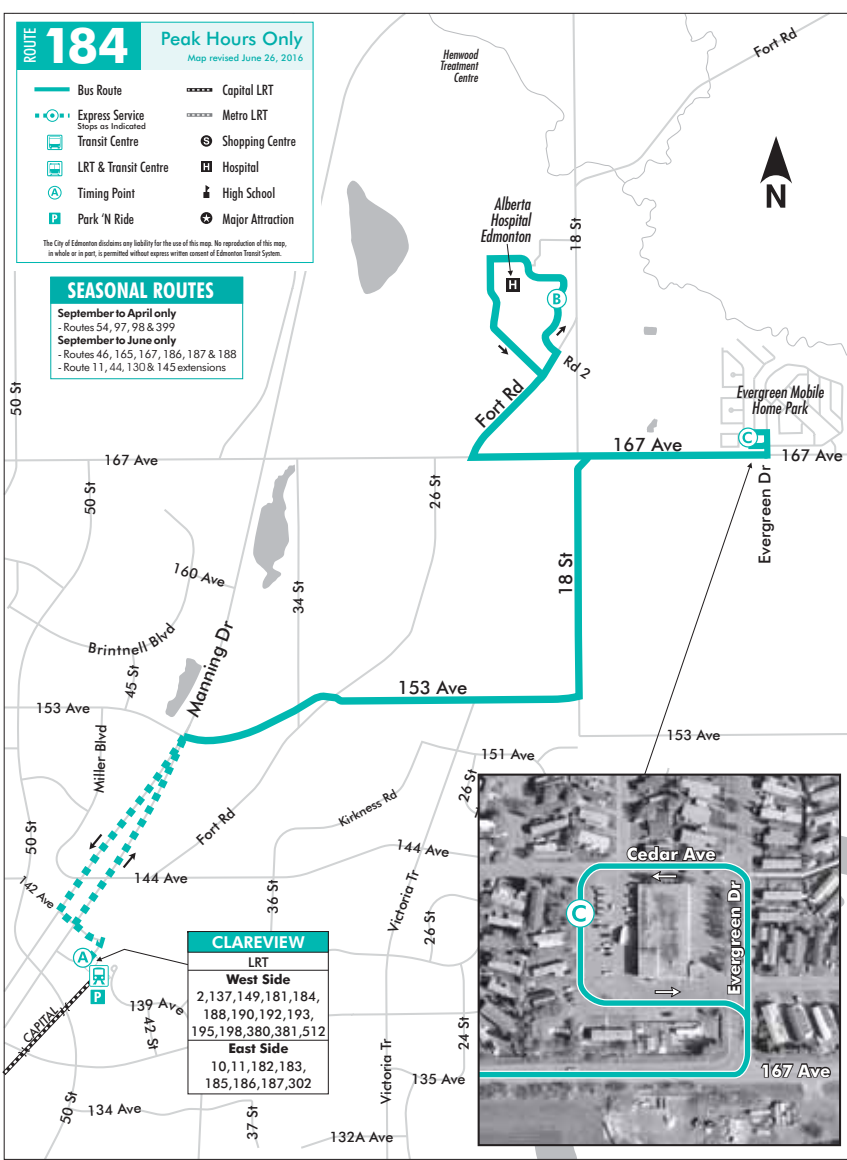 ROUTE 184
Peak Hours Only
Map revised June 26, 2016
Bus Route
Express Service
Stops as Indicated
Transit Centre
LRT & Transit Centre
A Timing Point
P Park ‘N Ride
Capital LRT
Metro LRT
S Shopping Centre
H Hospital
High School
Major Attraction
The City of Edmonton disclaims any liability for the use of this map. No reproduction of this map,
in whole or in part, is permitted without express written consent of Edmonton Transit System.
SEASONAL ROUTES
September to April only
- Routes 54, 97, 98 & 399
September to June only
- Routes 46, 165, 167, 186, 187 & 188
- Route 11, 44, 130 & 145 extensions
Henwood
Treatment
Centre
Fort Rd
N
Alberta
Hospital
Edmonton
18 St
H
B
Rd 2
Fort Rd
50 St
Evergreen Mobile
Home Park
C
167 Ave
167 Ave
167 Ave
Evergreen Dr
50 St
26 St
34 St
18 St
160 Ave
Brintnell Blvd
Manning Dr
45 St
153 Ave
153 Ave
153 Ave
Miller Blvd
151 Ave
26 St
Kirkness Rd
Fort Rd
50 St
144 Ave
144 Ave
142 Ave
36 St
Victoria Tr
26 St
A
P
CAPITAL
139 Ave
42 St
CLAREVIEW
LRT
West Side
2,137,149,181,184,
188,190,192,193,
195,198,380,381,512
East Side
10,11,182,183,
185,186,187,302
24 St
Victoria Tr
135 Ave
50 St
134 Ave
37 St
132A Ave
Cedar Ave
C
Evergreen Dr
167 Ave